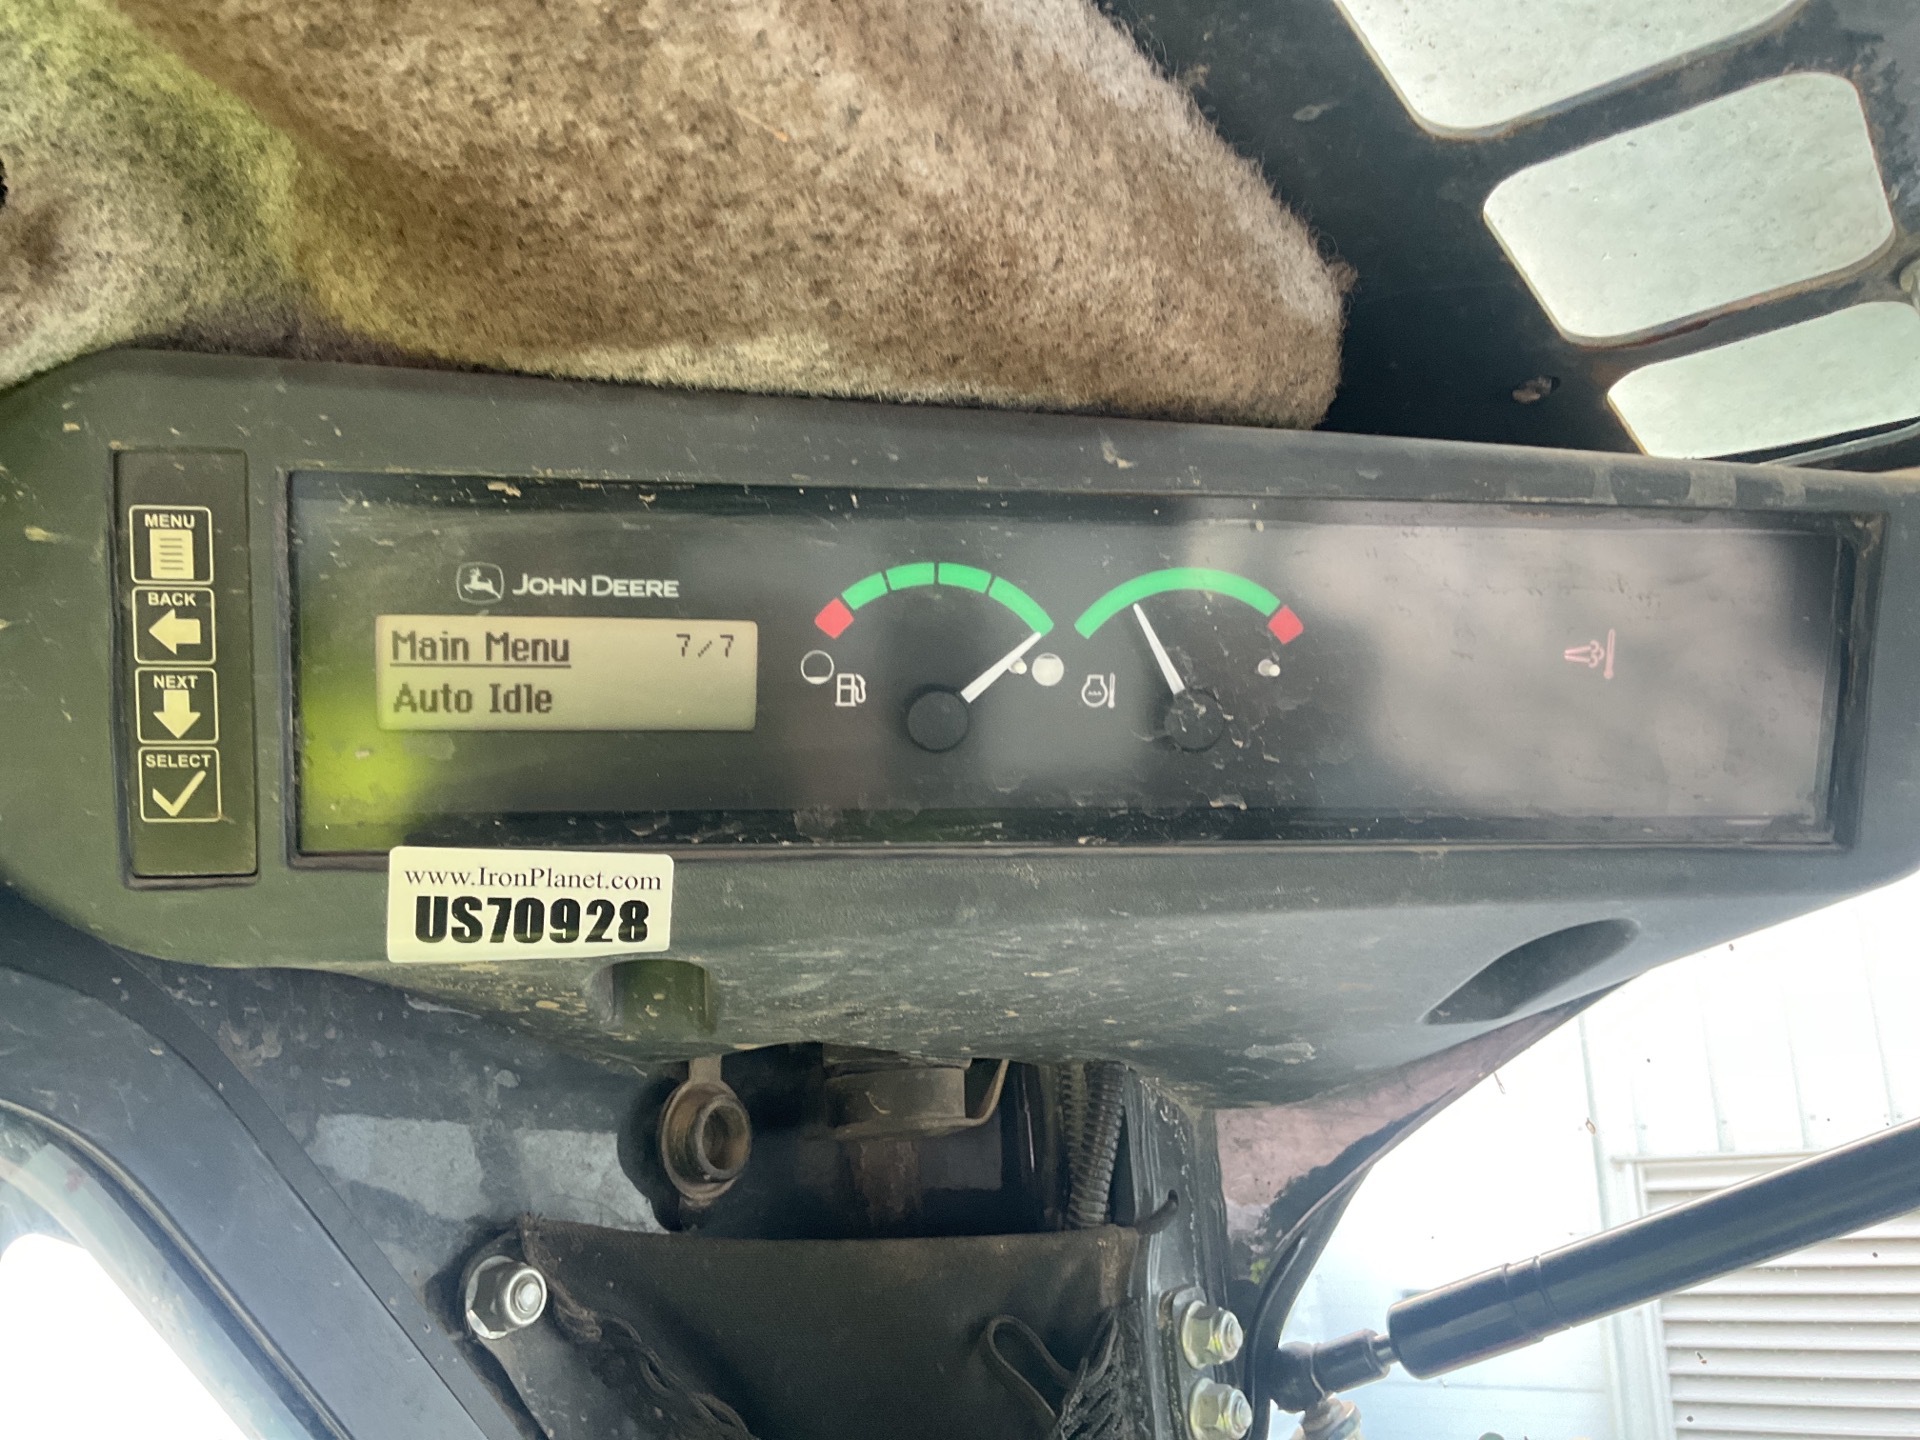 MENU
BACK
NEXT
SELECT
JOHN DEERE
Main Menu 7/7
Auto Idle
www.IronPlanet.com
US70928